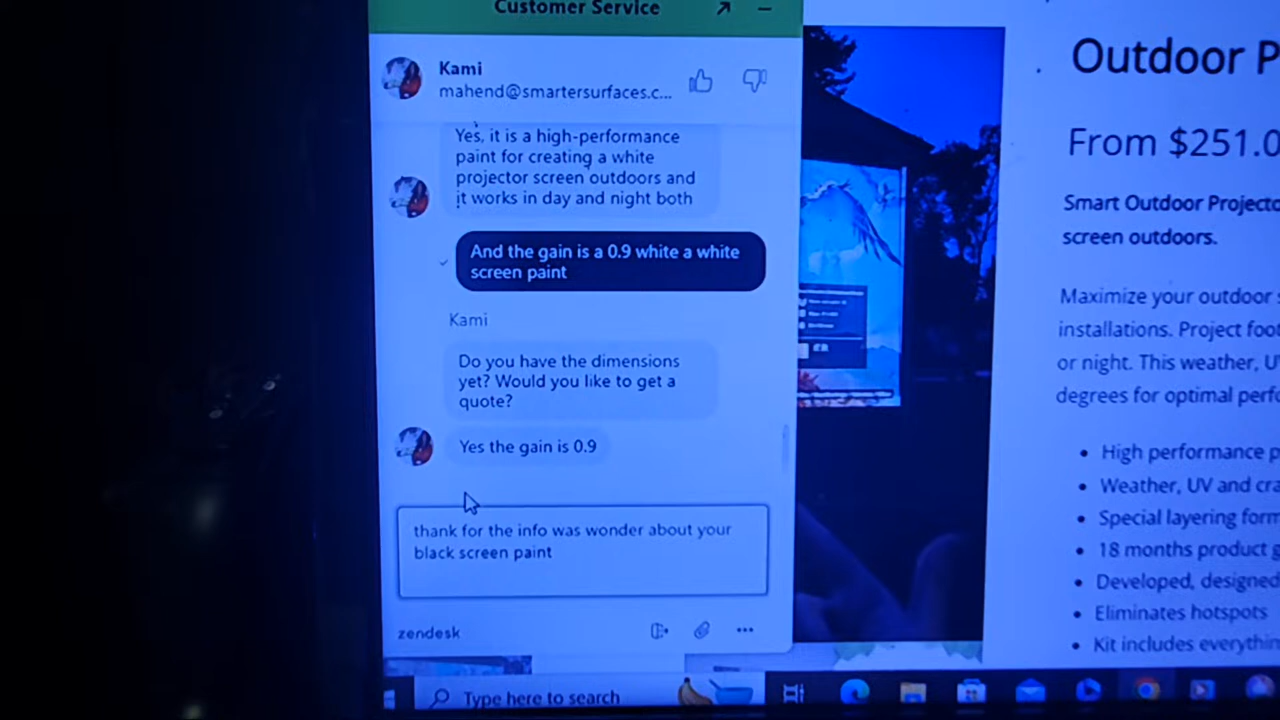 Customer Service
Kami
mahend@smartersurfaces.c...
Yes, it is a high-performance
paint for creating a white
projector screen outdoors and
it works in day and night both
And the gain is a 0.9 white a white
screen paint
Kami
Do you have the dimensions
yet? Would you like to get a
quote?
Yes the gain is 0.9
thank for the info was wonder about your
black screen paint
zendesk
Type here to search
Outdoor P
From $251.0
Smart Outdoor Projecto
screen outdoors.
Maximize your outdoor
installations. Project foot
or night. This weather, U
degrees for optimal perfo
• High performance p
• Weather, UV and cra
• Special layering form
• 18 months product g
• Developed, designed
• Eliminates hotspots
• Kit includes everythin